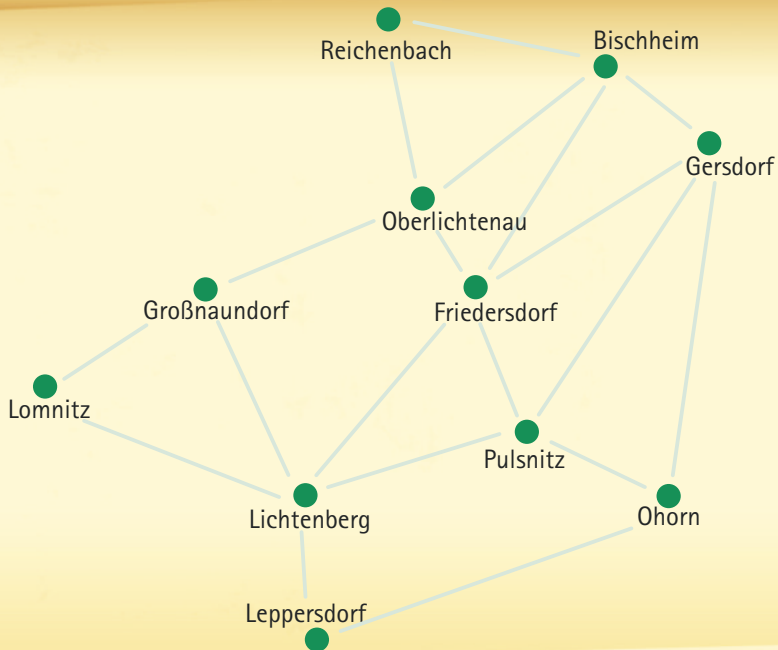 Reichenbach
Bischheim
Gersdorf
Oberlichtenau
Großnaundorf
Friedersdorf
Lomnitz
Pulsnitz
Lichtenberg
Ohorn
Leppersdorf